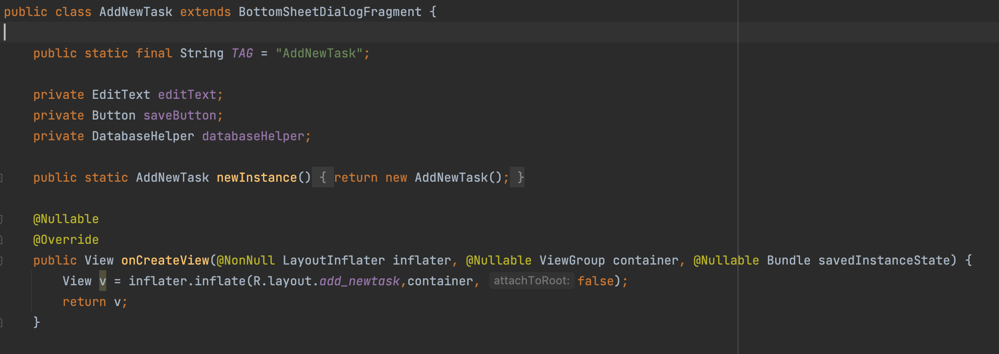 public class AddNewTask extends BottomSheetDialogFragment {
public static final String TAG = "AddNewTask";
private EditText editText;
private Button saveButton;
private DatabaseHelper databaseHelper;
public static AddNewTask newInstance() { return new AddNewTask(); }
@Nullable
@Override
public View onCreateView(@NonNull LayoutInflater inflater, @Nullable ViewGroup container, @Nullable Bundle savedInstanceState) {
View v = inflater.inflate(R.layout.add_newtask,container, attachToRoot: false);
return v;
}